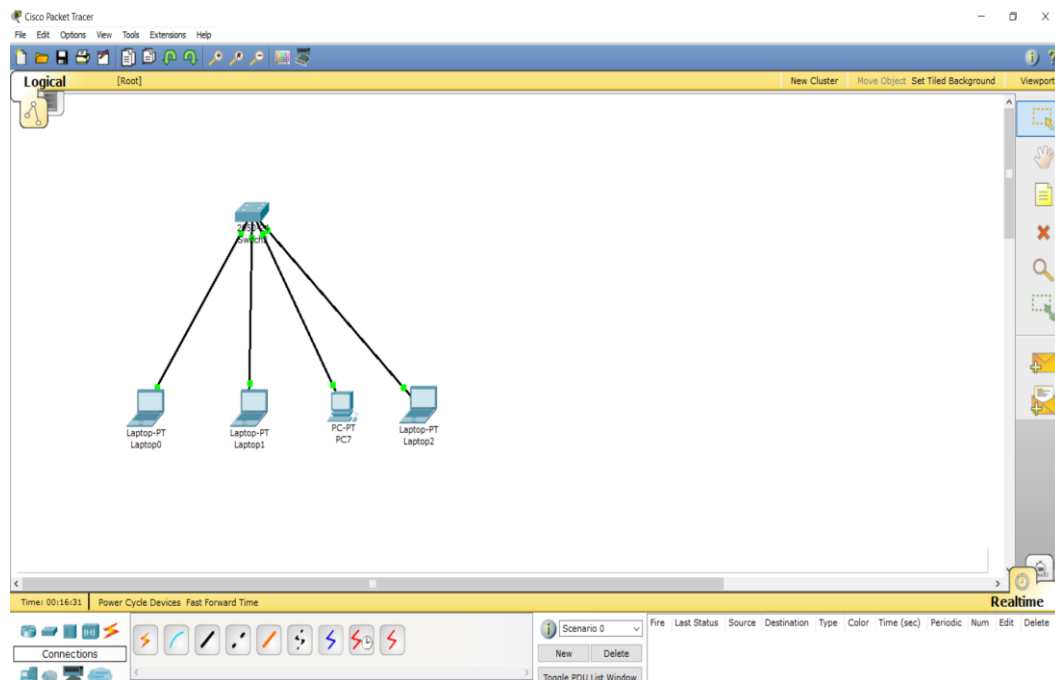 Cisco Packet Tracer
File Edit Options View Tools Extensions Help
Logical [Root] New Cluster Move Object Set Tiled Background Viewport
Laptop-PT
Laptop0
Laptop-PT
Laptop1
PC-PT
PC7
Laptop-PT
Laptop2
Time: 00:16:31 Power Cycle Devices Fast Forward Time Realtime
Connections
Scenario 0
New Delete
Toggle PDU List Window
Fire Last Status Source Destination Type Color Time (sec) Periodic Num Edit Delete